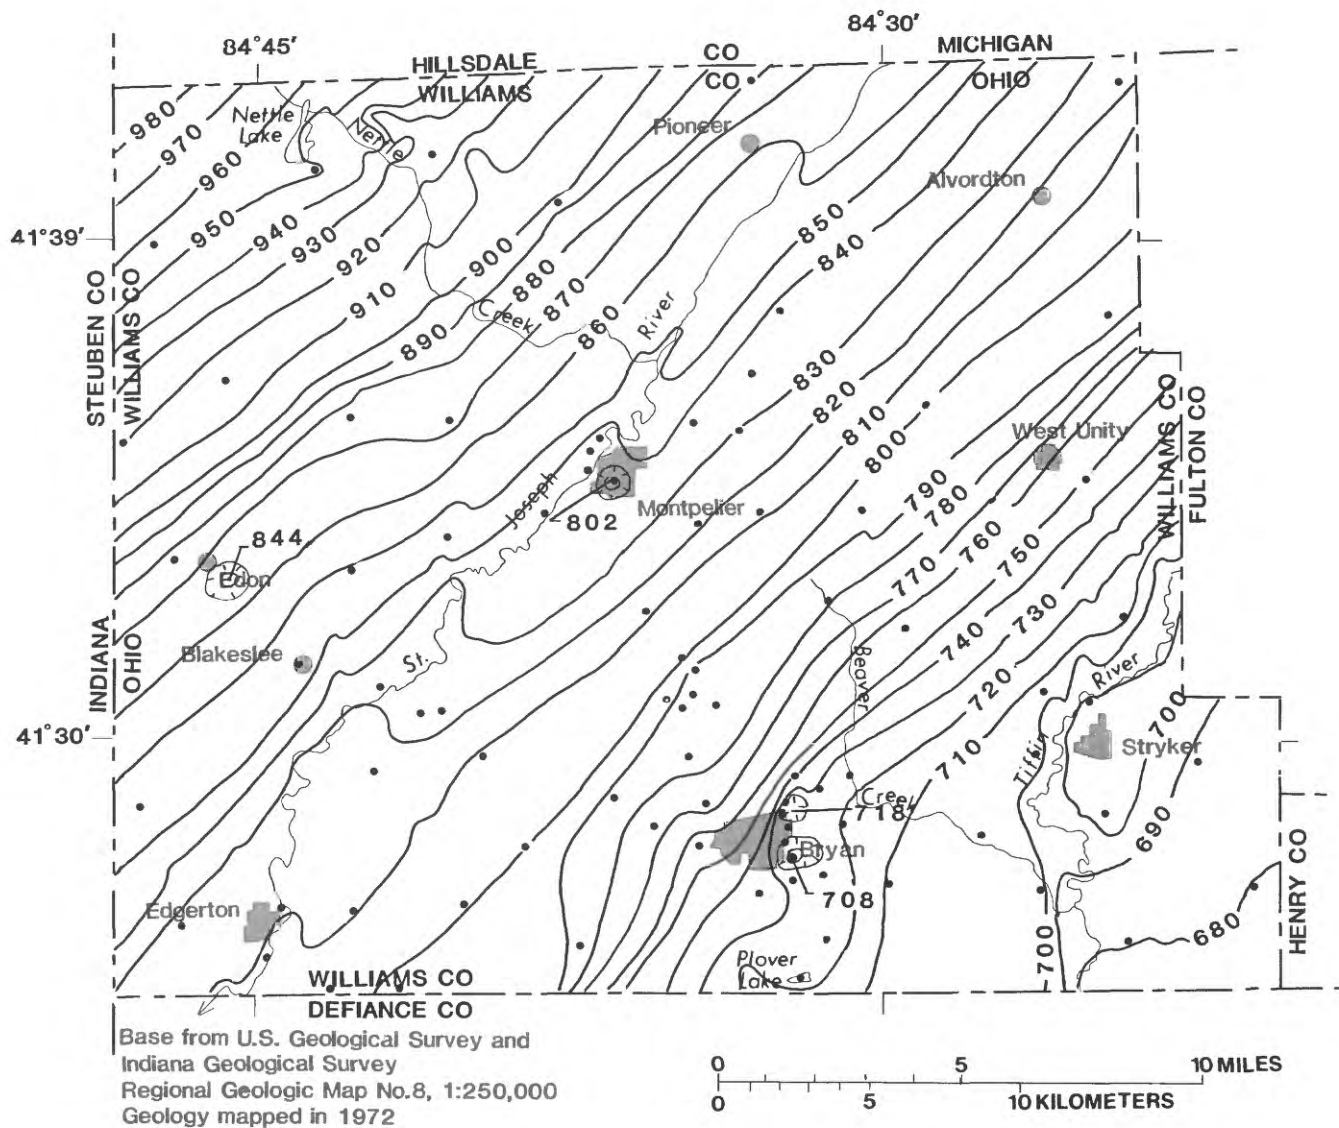 84°45'
84°30'
HILLSDALE CO MICHIGAN
WILLIAMS CO OHIO
980
970
960
950
940
930
920
910
900
890
880
870
860
850
840
830
820
810
800
790
780
770
760
750
740
730
720
710
700
690
680
700
Nettle
Lake
Nettle
Creek
Pioneer
Alvordton
41°39'
STEUBEN CO
WILLIAMS CO
River
Joseph
St.
West Unity
WILLIAMS CO
FULTON CO
Montpelier
802
844
Edon
Blakeslee
INDIANA
OHIO
41°30'
Beaver
Creek
Tiffin
River
Stryker
718
Bryan
708
Edgerton
Plover
Lake
HENRY CO
WILLIAMS CO
DEFIANCE CO
Base from U.S. Geological Survey and
Indiana Geological Survey
Regional Geologic Map No.8, 1:250,000
Geology mapped in 1972
0 5 10 MILES
0 5 10 KILOMETERS